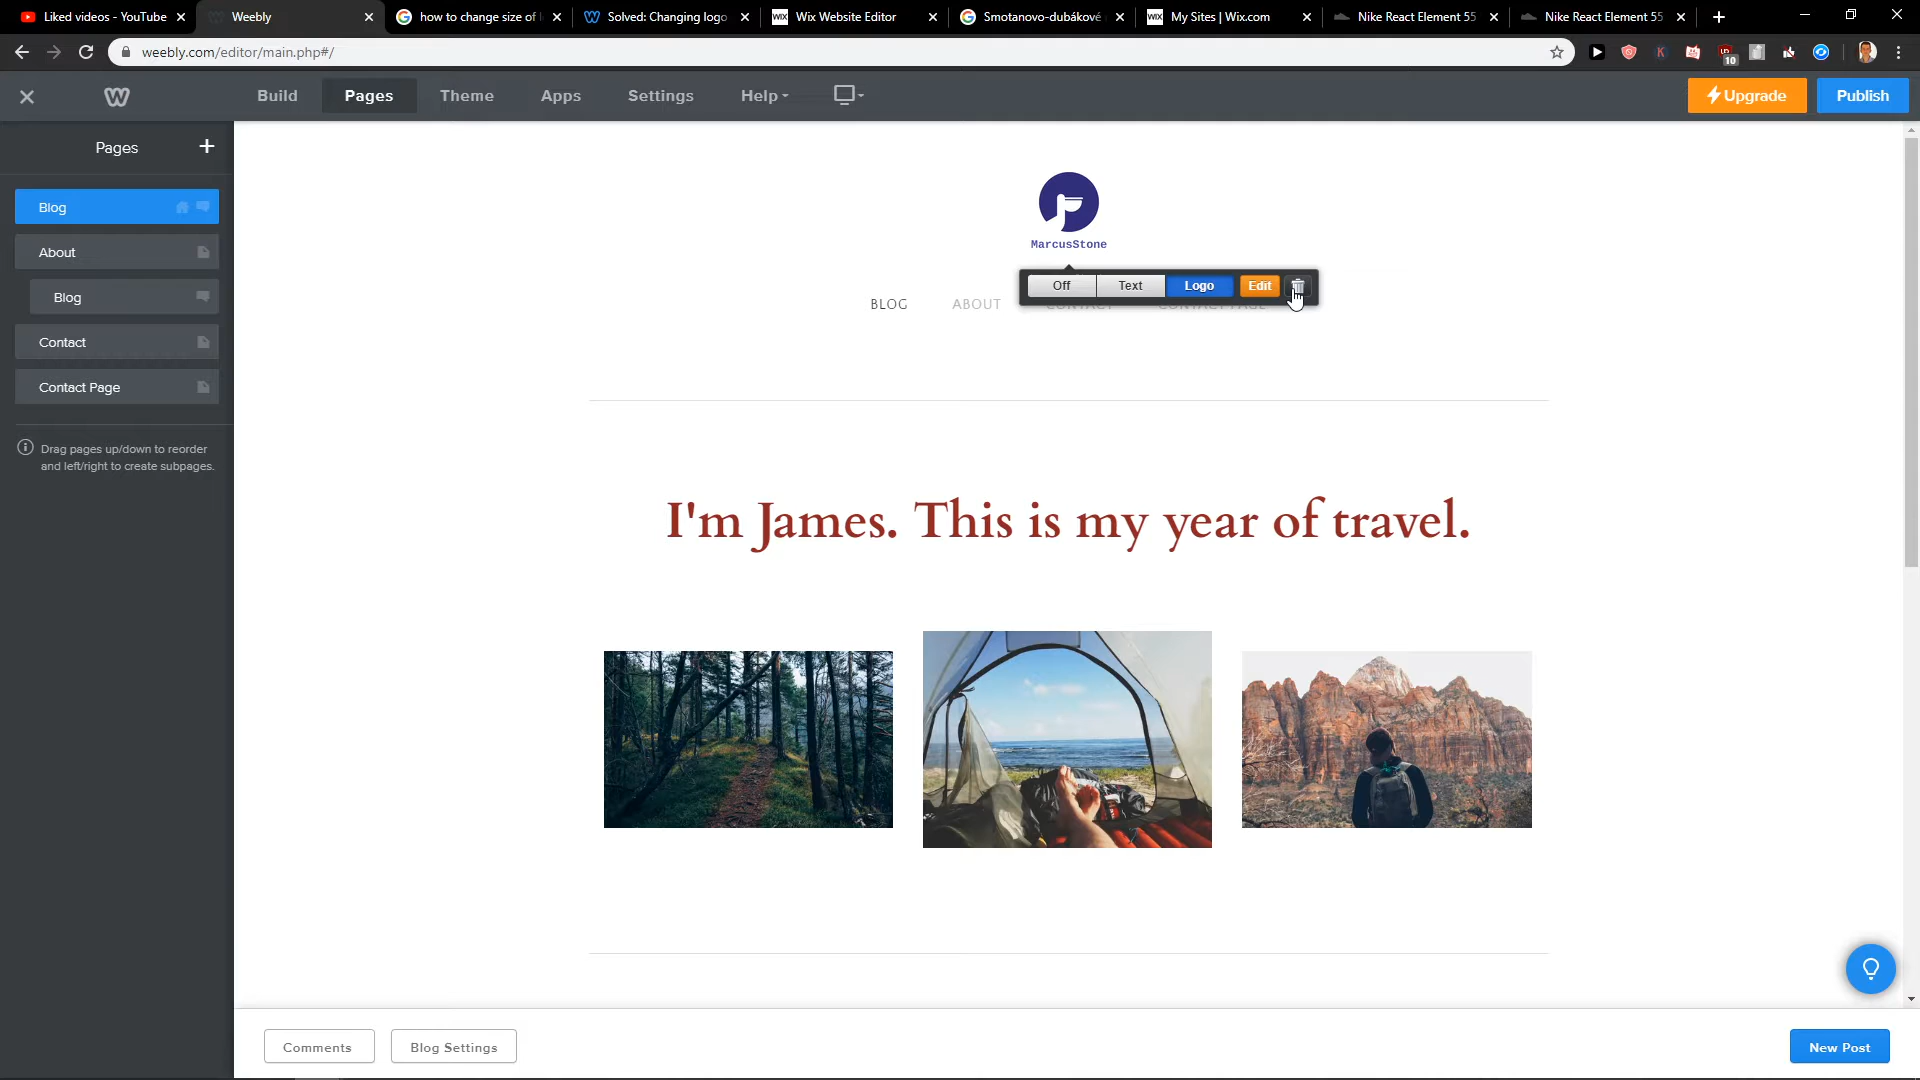 Liked videos - YouTube
Weebly
how to change size of l
Solved: Changing logo
Wix Website Editor
Smotanovo-dubákové
My Sites | Wix.com
Nike React Element 55
Nike React Element 55
weebly.com/editor/main.php#/
10
Build
Pages
Theme
Apps
Settings
Help
Upgrade
Publish
Pages
Blog
About
Blog
Contact
Contact Page
Drag pages up/down to reorder
and left/right to create subpages.
MarcusStone
Off
Text
Logo
Edit
BLOG
ABOUT
CONTACT
CONTACT PAGE
I'm James. This is my year of travel.
Comments
Blog Settings
New Post